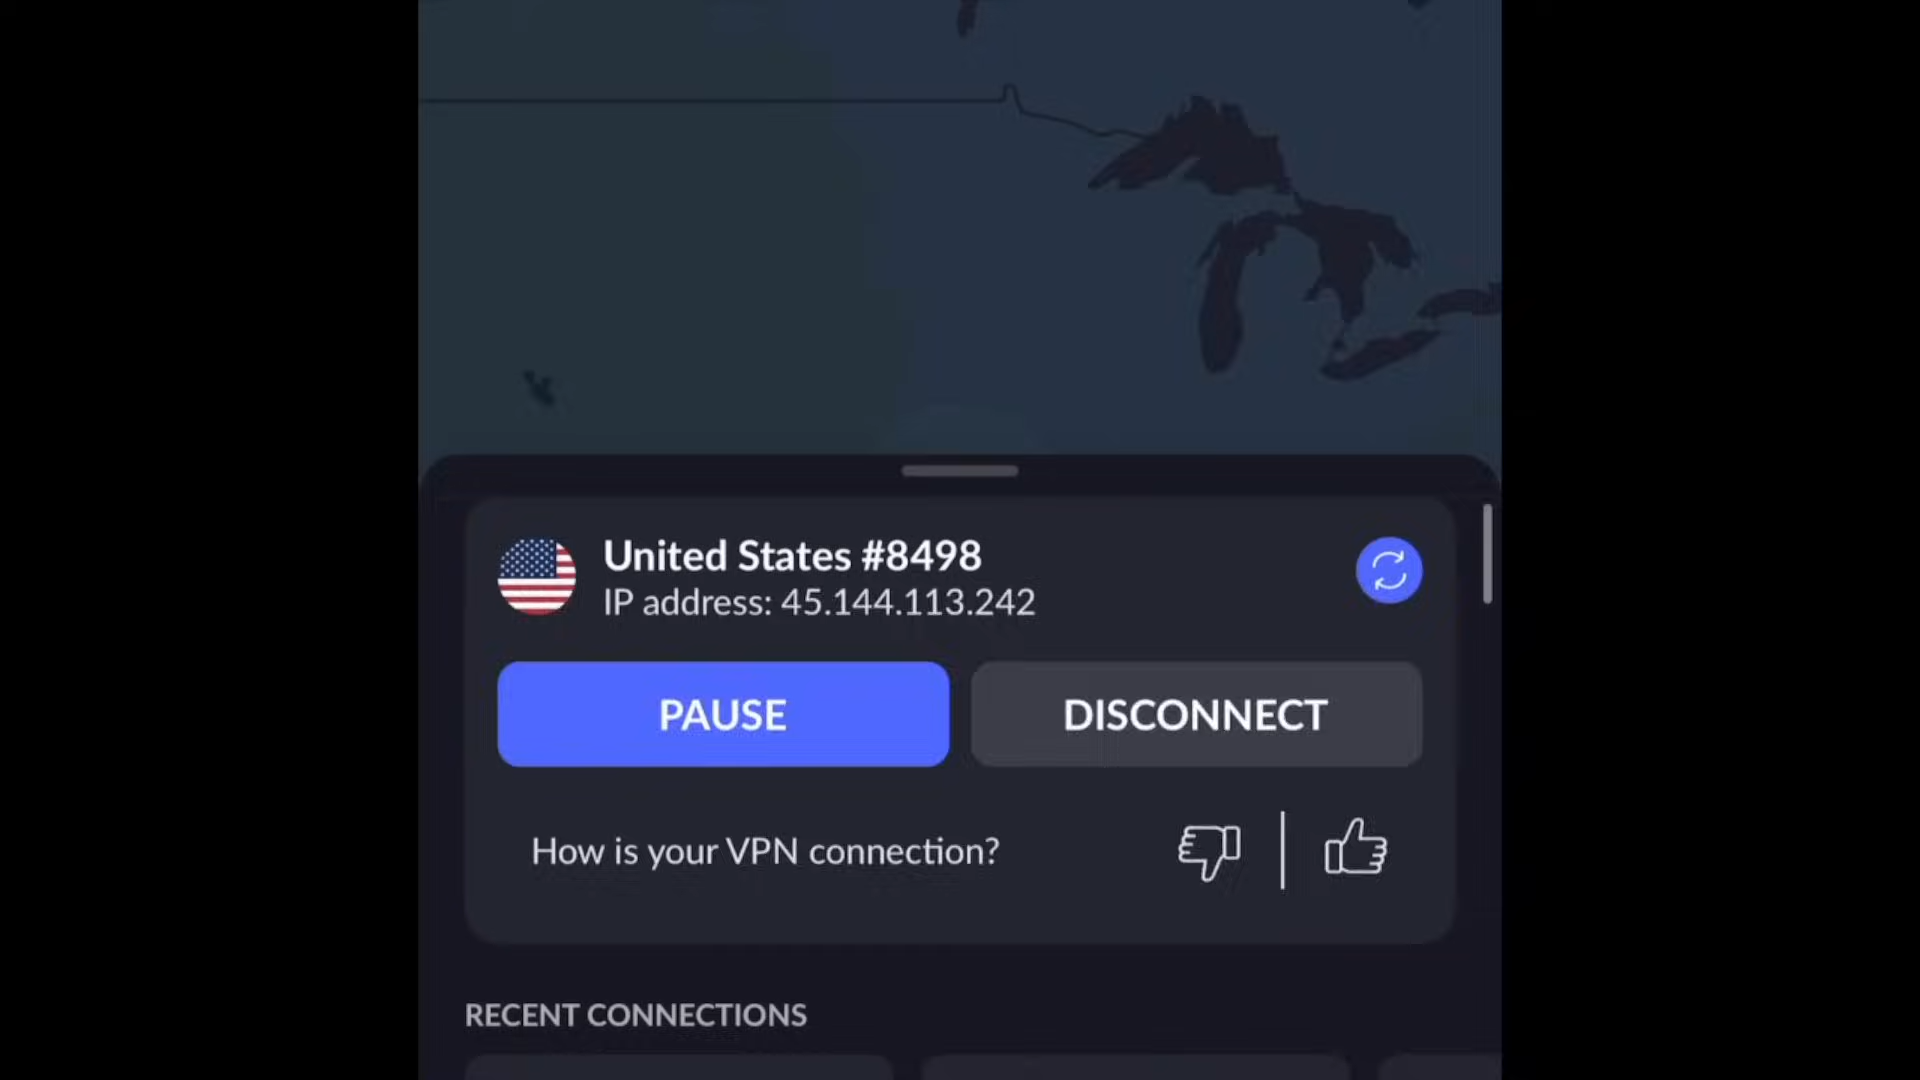 United States #8498
IP address: 45.144.113.242
PAUSE
DISCONNECT
How is your VPN connection?
RECENT CONNECTIONS